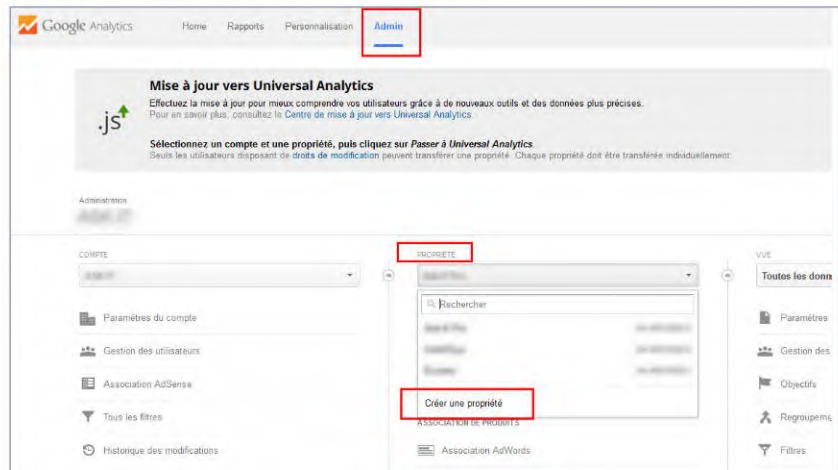 Google Analytics Home Rapports Personnalisation Admin
Mise à jour vers Universal Analytics
Effectuez la mise à jour pour mieux comprendre vos utilisateurs grâce à de nouveaux outils et des données plus précises.
Pour en savoir plus, consultez le Centre de mise à jour vers Universal Analytics.
.js
Sélectionnez un compte et une propriété, puis cliquez sur Passer à Universal Analytics.
Seuls les utilisateurs disposant de droits de modification peuvent transférer une propriété. Chaque propriété doit être transférée individuellement.
Administration
COMPTE
Paramètres du compte
Gestion des utilisateurs
Association AdSense
Tous les filtres
Historique des modifications
PROPRIÉTÉ
Rechercher
Créer une propriété
ASSOCIATION DE PRODUITS
Association AdWords
VUE
Toutes les donn
Paramètres
Gestion des
Objectifs
Regroupeme
Filtres